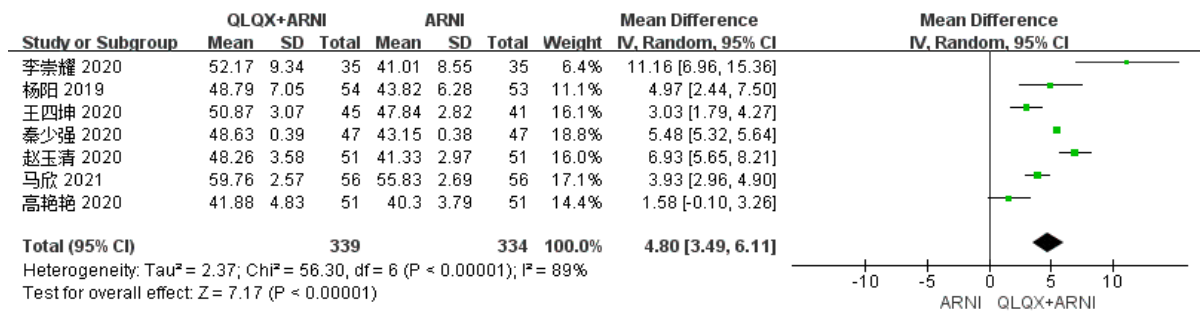 QLQX+ARNI ARNI Mean Difference Mean Difference
Study or Subgroup Mean SD Total Mean SD Total Weight IV, Random, 95% CI IV, Random, 95% CI
李崇耀 2020 52.17 9.34 35 41.01 8.55 35 6.4% 11.16 [6.96, 15.36]
杨阳 2019 48.79 7.05 54 43.82 6.28 53 11.1% 4.97 [2.44, 7.50]
王四坤 2020 50.87 3.07 45 47.84 2.82 41 16.1% 3.03 [1.79, 4.27]
秦少强 2020 48.63 0.39 47 43.15 0.38 47 18.8% 5.48 [5.32, 5.64]
赵玉清 2020 48.26 3.58 51 41.33 2.97 51 16.0% 6.93 [5.65, 8.21]
马欣 2021 59.76 2.57 56 55.83 2.69 56 17.1% 3.93 [2.96, 4.90]
高艳艳 2020 41.88 4.83 51 40.3 3.79 51 14.4% 1.58 [-0.10, 3.26]
Total (95% CI) 339 334 100.0% 4.80 [3.49, 6.11]
Heterogeneity: Tau² = 2.37; Chi² = 56.30, df = 6 (P < 0.00001); I² = 89%
Test for overall effect: Z = 7.17 (P < 0.00001)
-10 -5 0 5 10
ARNI QLQX+ARNI